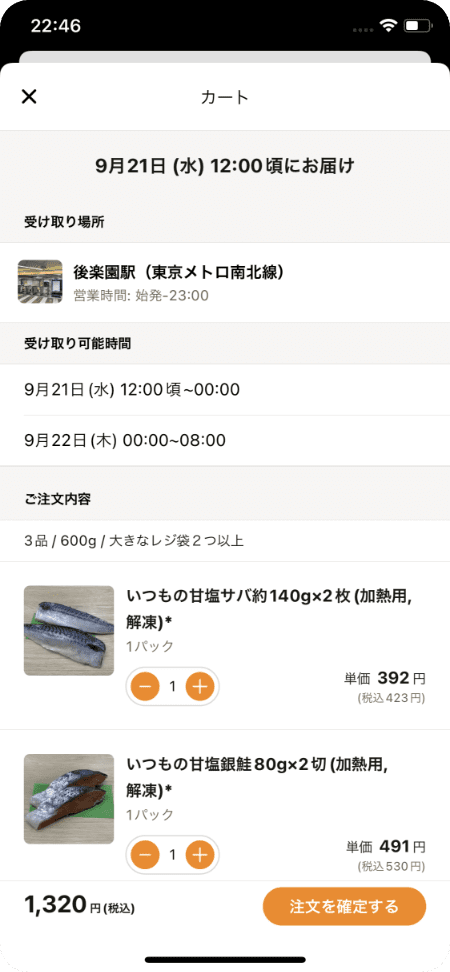 22:46
カート
9月21日 (水) 12:00頃にお届け
受け取り場所
後楽園駅（東京メトロ南北線）
営業時間: 始発-23:00
受け取り可能時間
9月21日(水) 12:00頃~00:00
9月22日(木) 00:00~08:00
ご注文内容
3品 / 600g / 大きなレジ袋２つ以上
いつもの甘塩サバ約140g×2枚(加熱用,
解凍)*
1パック
1
単価 392円
(税込423円)
いつもの甘塩銀鮭80g×2切(加熱用,
解凍)*
1パック
1
単価 491円
(税込530円)
1,320円(税込)
注文を確定する